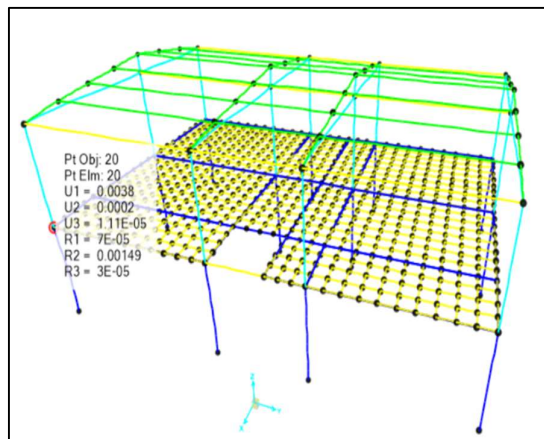 Pt Obj: 20
Pt Elm: 20
U1 = 0.0038
U2 = 0.0002
U3 = 1.11E-05
R1 = 7E-05
R2 = 0.00149
R3 = 3E-05
Z
X
Y